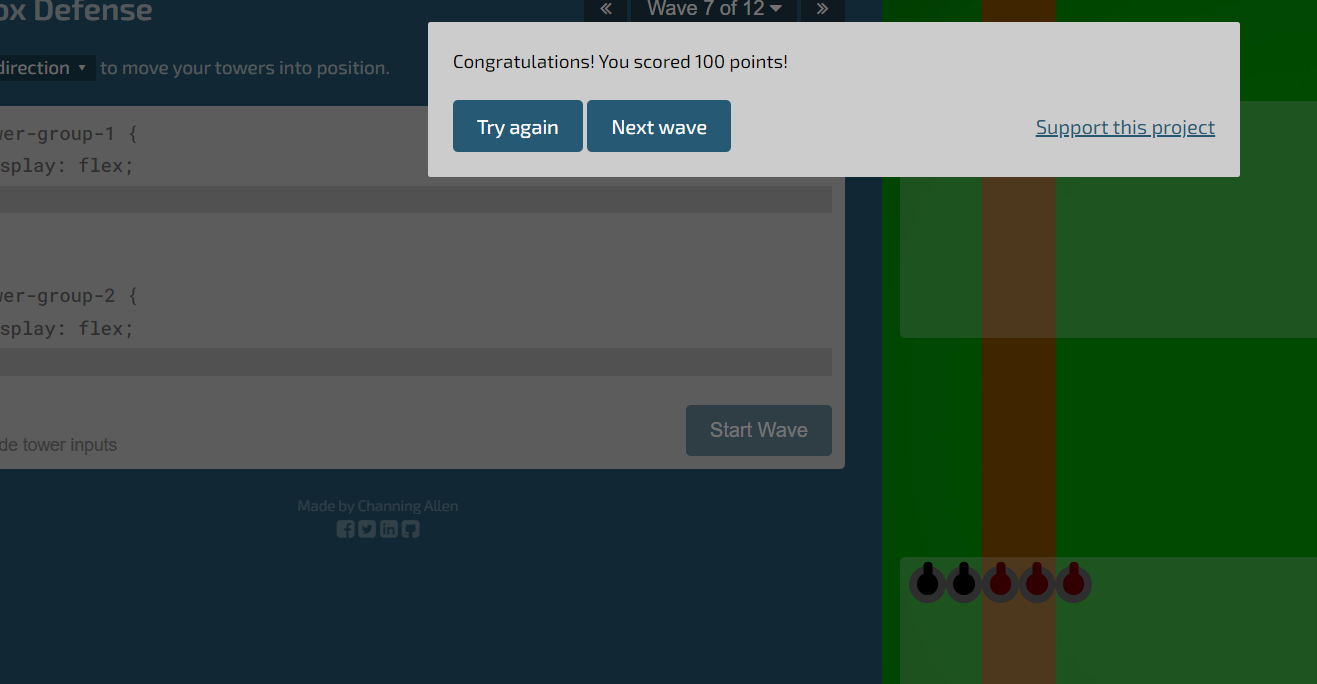 ox Defense
« Wave 7 of 12 »
direction to move your towers into position.
Congratulations! You scored 100 points!
Try again Next wave Support this project
wer-group-1 {
splay: flex;
wer-group-2 {
splay: flex;
de tower inputs
Start Wave
Made by Channing Allen